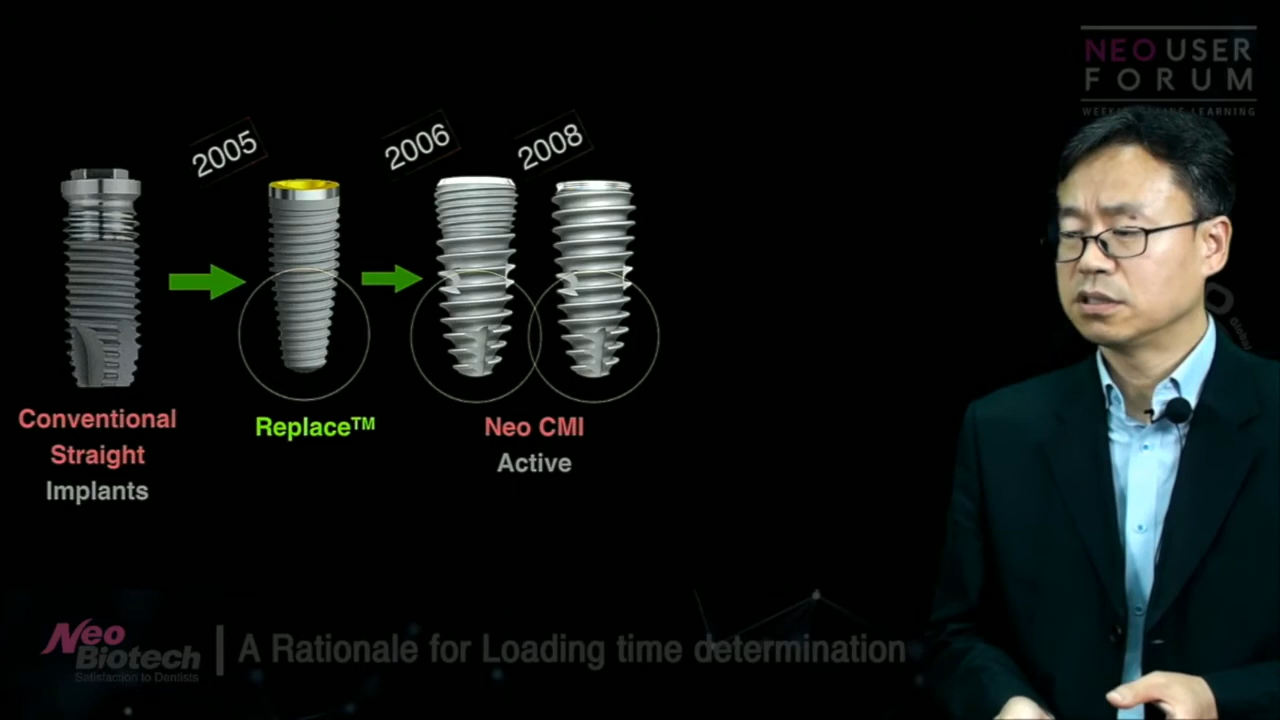 NEO USER
FORUM
2005
2006
2008
Conventional
Straight
Implants
Replace™
Neo CMI
Active
Neo
Biotech
Satisfaction to Dentists
A Rationale for Loading time determination